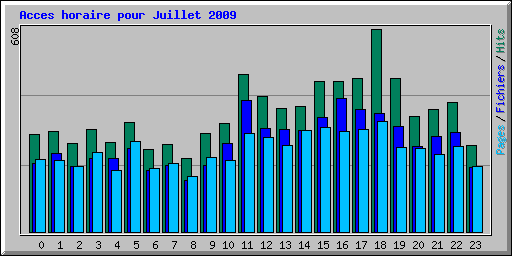 Acces horaire pour Juillet 2009
608
Pages / Fichiers / Hits
0 1 2 3 4 5 6 7 8 9 10 11 12 13 14 15 16 17 18 19 20 21 22 23